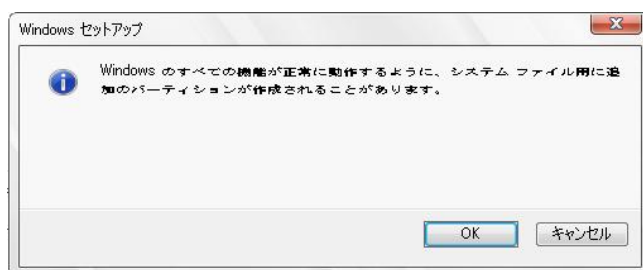 Windows セットアップ
Windows のすべての機能が正常に動作するように、システム ファイル用に追
加のパーティションが作成されることがあります。
OK
キャンセル